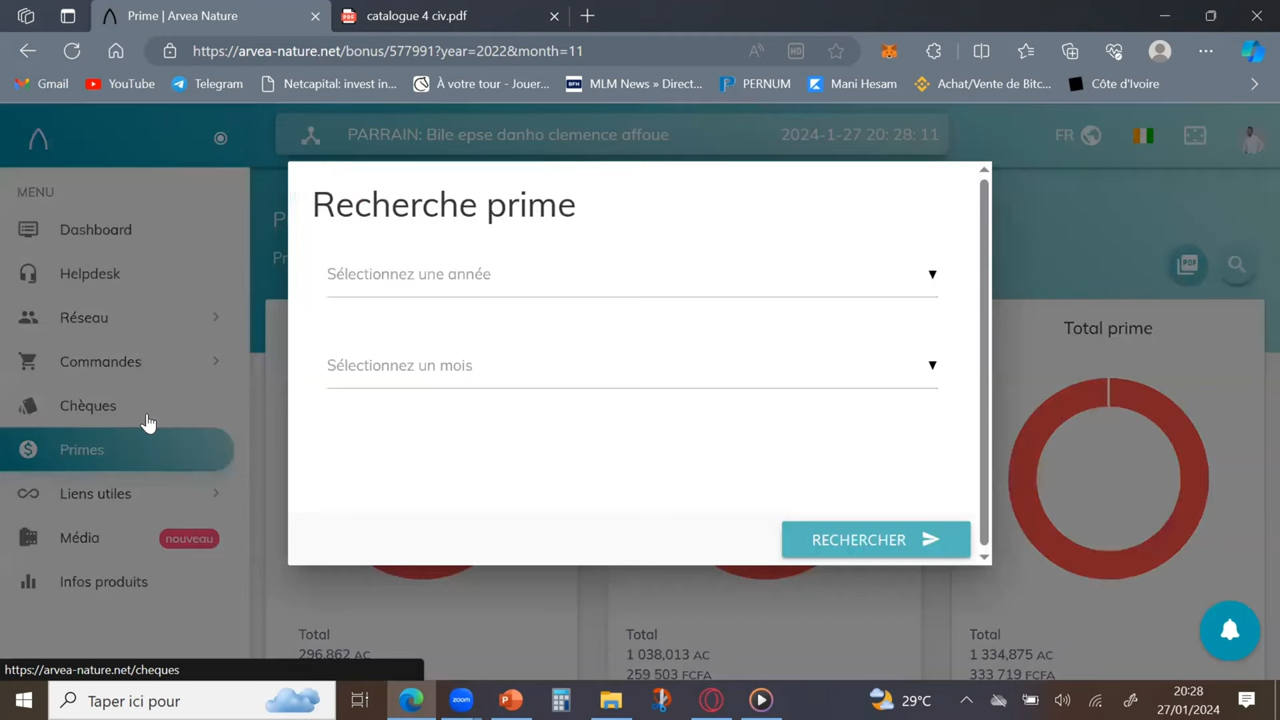 Prime | Arvea Nature
catalogue 4 civ.pdf
https://arvea-nature.net/bonus/577991?year=2022&month=11
Gmail
YouTube
Telegram
Netcapital: invest in...
À votre tour - Jouer...
MLM News » Direct...
PERNUM
Mani Hesam
Achat/Vente de Bitc...
Côte d'Ivoire
PARRAIN: Bile epse danho clemence affoue
2024-1-27 20: 28: 11
FR
MENU
Dashboard
Helpdesk
Réseau
Commandes
Chèques
Primes
Liens utiles
Média
nouveau
Infos produits
Recherche prime
Sélectionnez une année
Sélectionnez un mois
RECHERCHER
Total prime
Total
296,862 AC
Total
1 038,013 AC
259 503 FCFA
Total
1 334,875 AC
333 719 FCFA
https://arvea-nature.net/cheques
Taper ici pour
zoom
29°C
20:28
27/01/2024